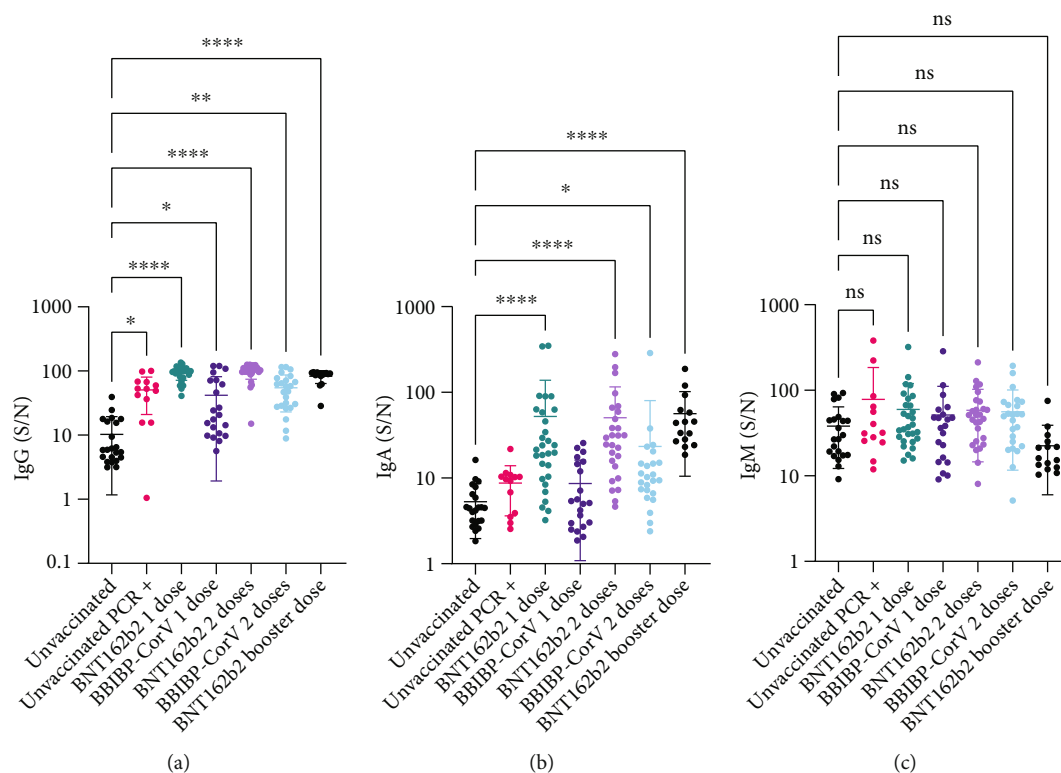 ****
**
****
*
****
*
1000
100
10
1
0.1
IgG (S/N)
Unvaccinated
Unvaccinated PCR +
BNT162b2 1 dose
BBIBP-CorV 1 dose
BNT162b2 2 doses
BBIBP-CorV 2 doses
BNT162b2 booster dose
(a)
****
*
****
****
1000
100
10
1
IgA (S/N)
Unvaccinated
Unvaccinated PCR +
BNT162b2 1 dose
BBIBP-CorV 1 dose
BNT162b2 2 doses
BBIBP-CorV 2 doses
BNT162b2 booster dose
(b)
ns
ns
ns
ns
ns
ns
1000
100
10
1
IgM (S/N)
Unvaccinated
Unvaccinated PCR +
BNT162b2 1 dose
BBIBP-CorV 1 dose
BNT162b2 2 doses
BBIBP-CorV 2 doses
BNT162b2 booster dose
(c)